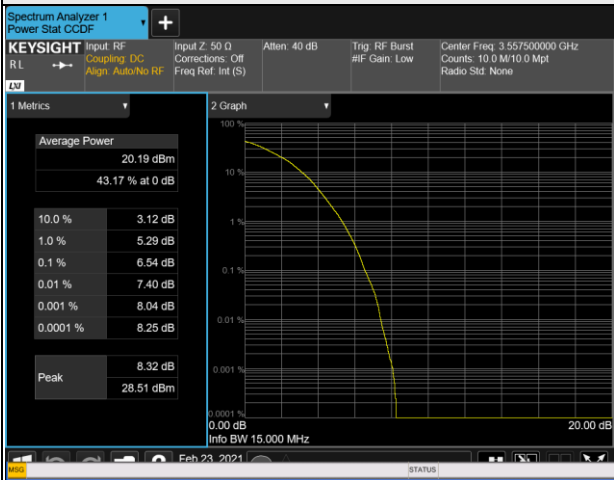 Spectrum Analyzer 1
Power Stat CCDF
KEYSIGHT
R L
LXI
Input: RF
Coupling: DC
Align: Auto/No RF
Input Z: 50 Ω
Corrections: Off
Freq Ref: Int (S)
Atten: 40 dB
Trig: RF Burst
#IF Gain: Low
Center Freq: 3.557500000 GHz
Counts: 10.0 M/10.0 Mpt
Radio Std: None
1 Metrics
Average Power
20.19 dBm
43.17 % at 0 dB
10.0 % 3.12 dB
1.0 % 5.29 dB
0.1 % 6.54 dB
0.01 % 7.40 dB
0.001 % 8.04 dB
0.0001 % 8.25 dB
Peak
8.32 dB
28.51 dBm
2 Graph
100 %
10 %
1 %
0.1 %
0.01 %
0.001 %
0.0001 %
0.00 dB 20.00 dB
Info BW 15.000 MHz
Feb 23, 2021
MSG STATUS